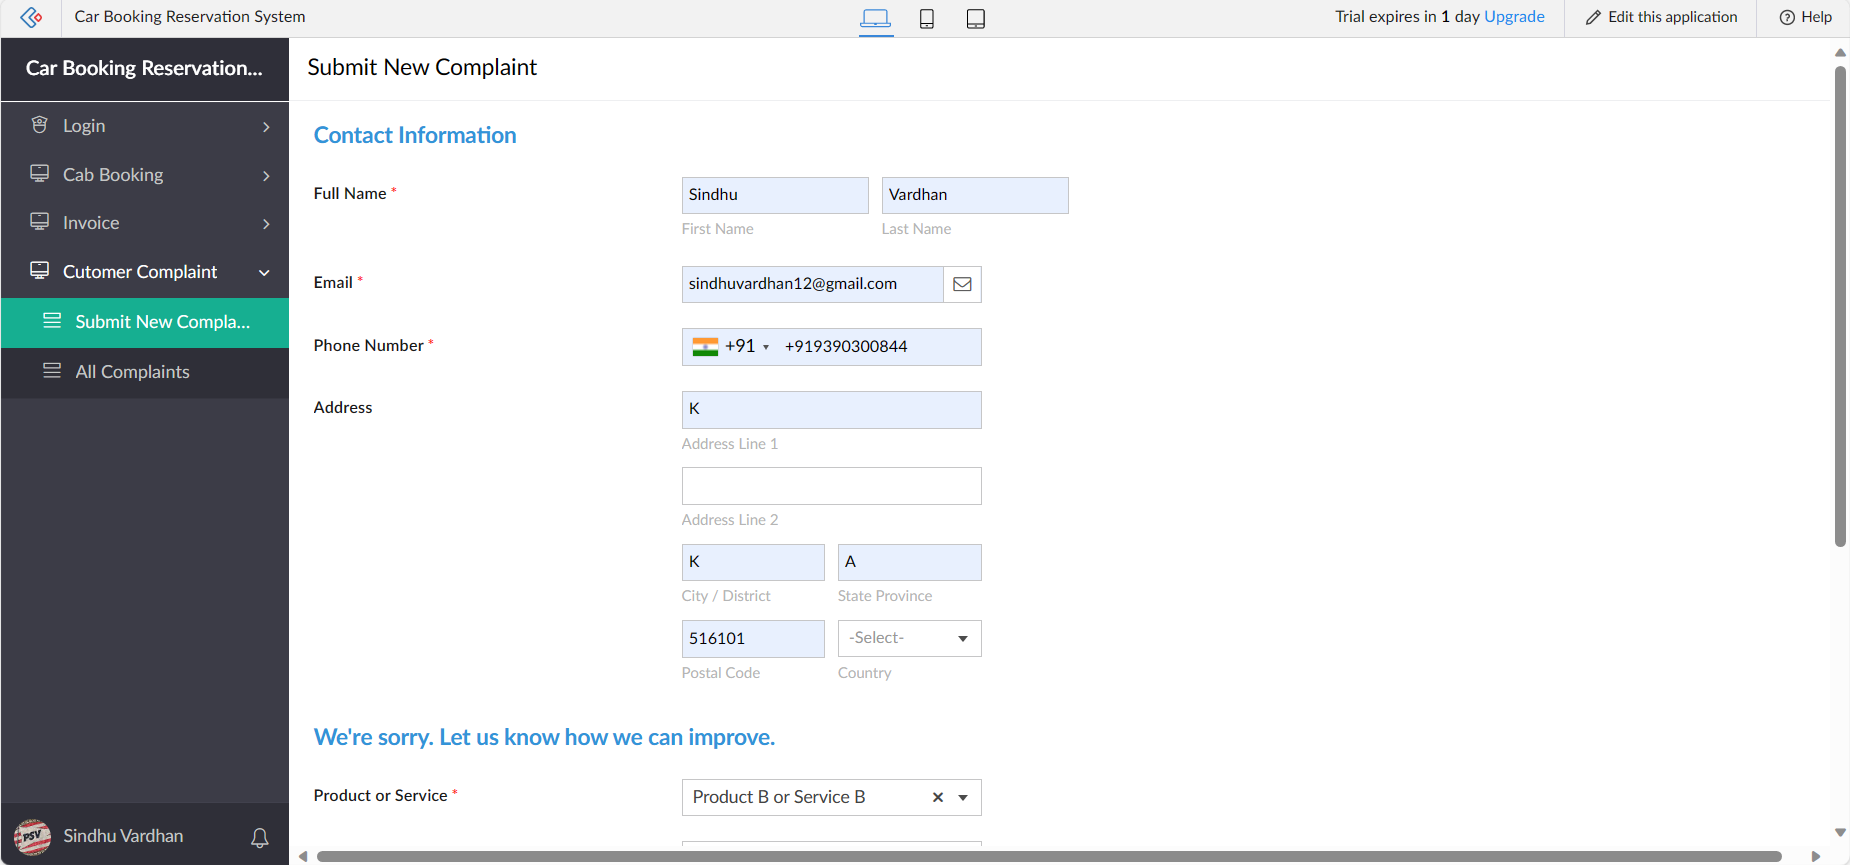 Car Booking Reservation System
Trial expires in 1 day Upgrade
Edit this application
Help
Car Booking Reservation...
Login
Cab Booking
Invoice
Cutomer Complaint
Submit New Compla...
All Complaints
PSV
Sindhu Vardhan
Submit New Complaint
Contact Information
Full Name *
Sindhu
Vardhan
First Name
Last Name
Email *
sindhuvardhan12@gmail.com
Phone Number *
+91
+919390300844
Address
K
Address Line 1
Address Line 2
K
A
City / District
State Province
516101
-Select-
Postal Code
Country
We're sorry. Let us know how we can improve.
Product or Service *
Product B or Service B